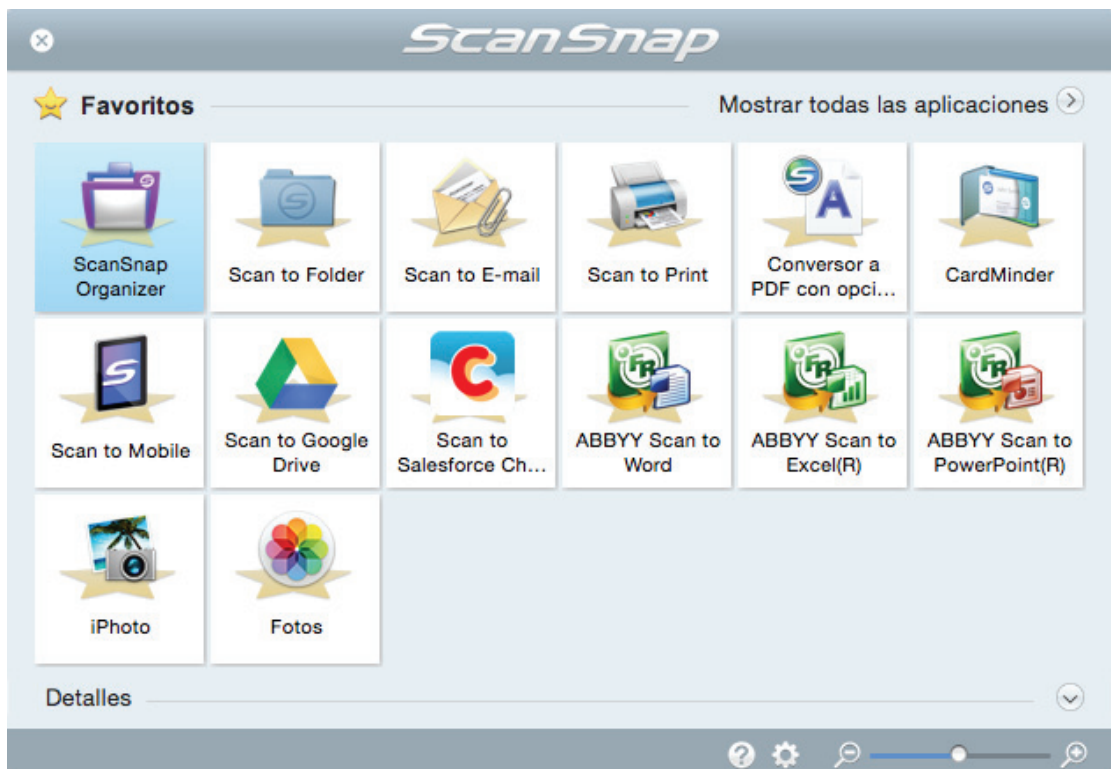 ScanSnap
Favoritos
Mostrar todas las aplicaciones
ScanSnap
Organizer
Scan to Folder
Scan to E-mail
Scan to Print
Conversor a
PDF con opci...
CardMinder
Scan to Mobile
Scan to Google
Drive
Scan to
Salesforce Ch...
ABBYY Scan to
Word
ABBYY Scan to
Excel(R)
ABBYY Scan to
PowerPoint(R)
iPhoto
Fotos
Detalles